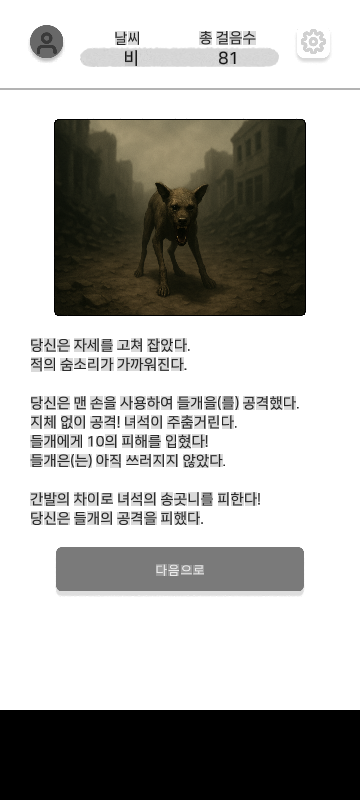 날씨
총 걸음수
비
81
당신은 자세를 고쳐 잡았다.
적의 숨소리가 가까워진다.
당신은 맨 손을 사용하여 들개을(를) 공격했다.
지체 없이 공격! 녀석이 주춤거린다.
들개에게 10의 피해를 입혔다!
들개은(는) 아직 쓰러지지 않았다.
간발의 차이로 녀석의 송곳니를 피한다!
당신은 들개의 공격을 피했다.
다음으로